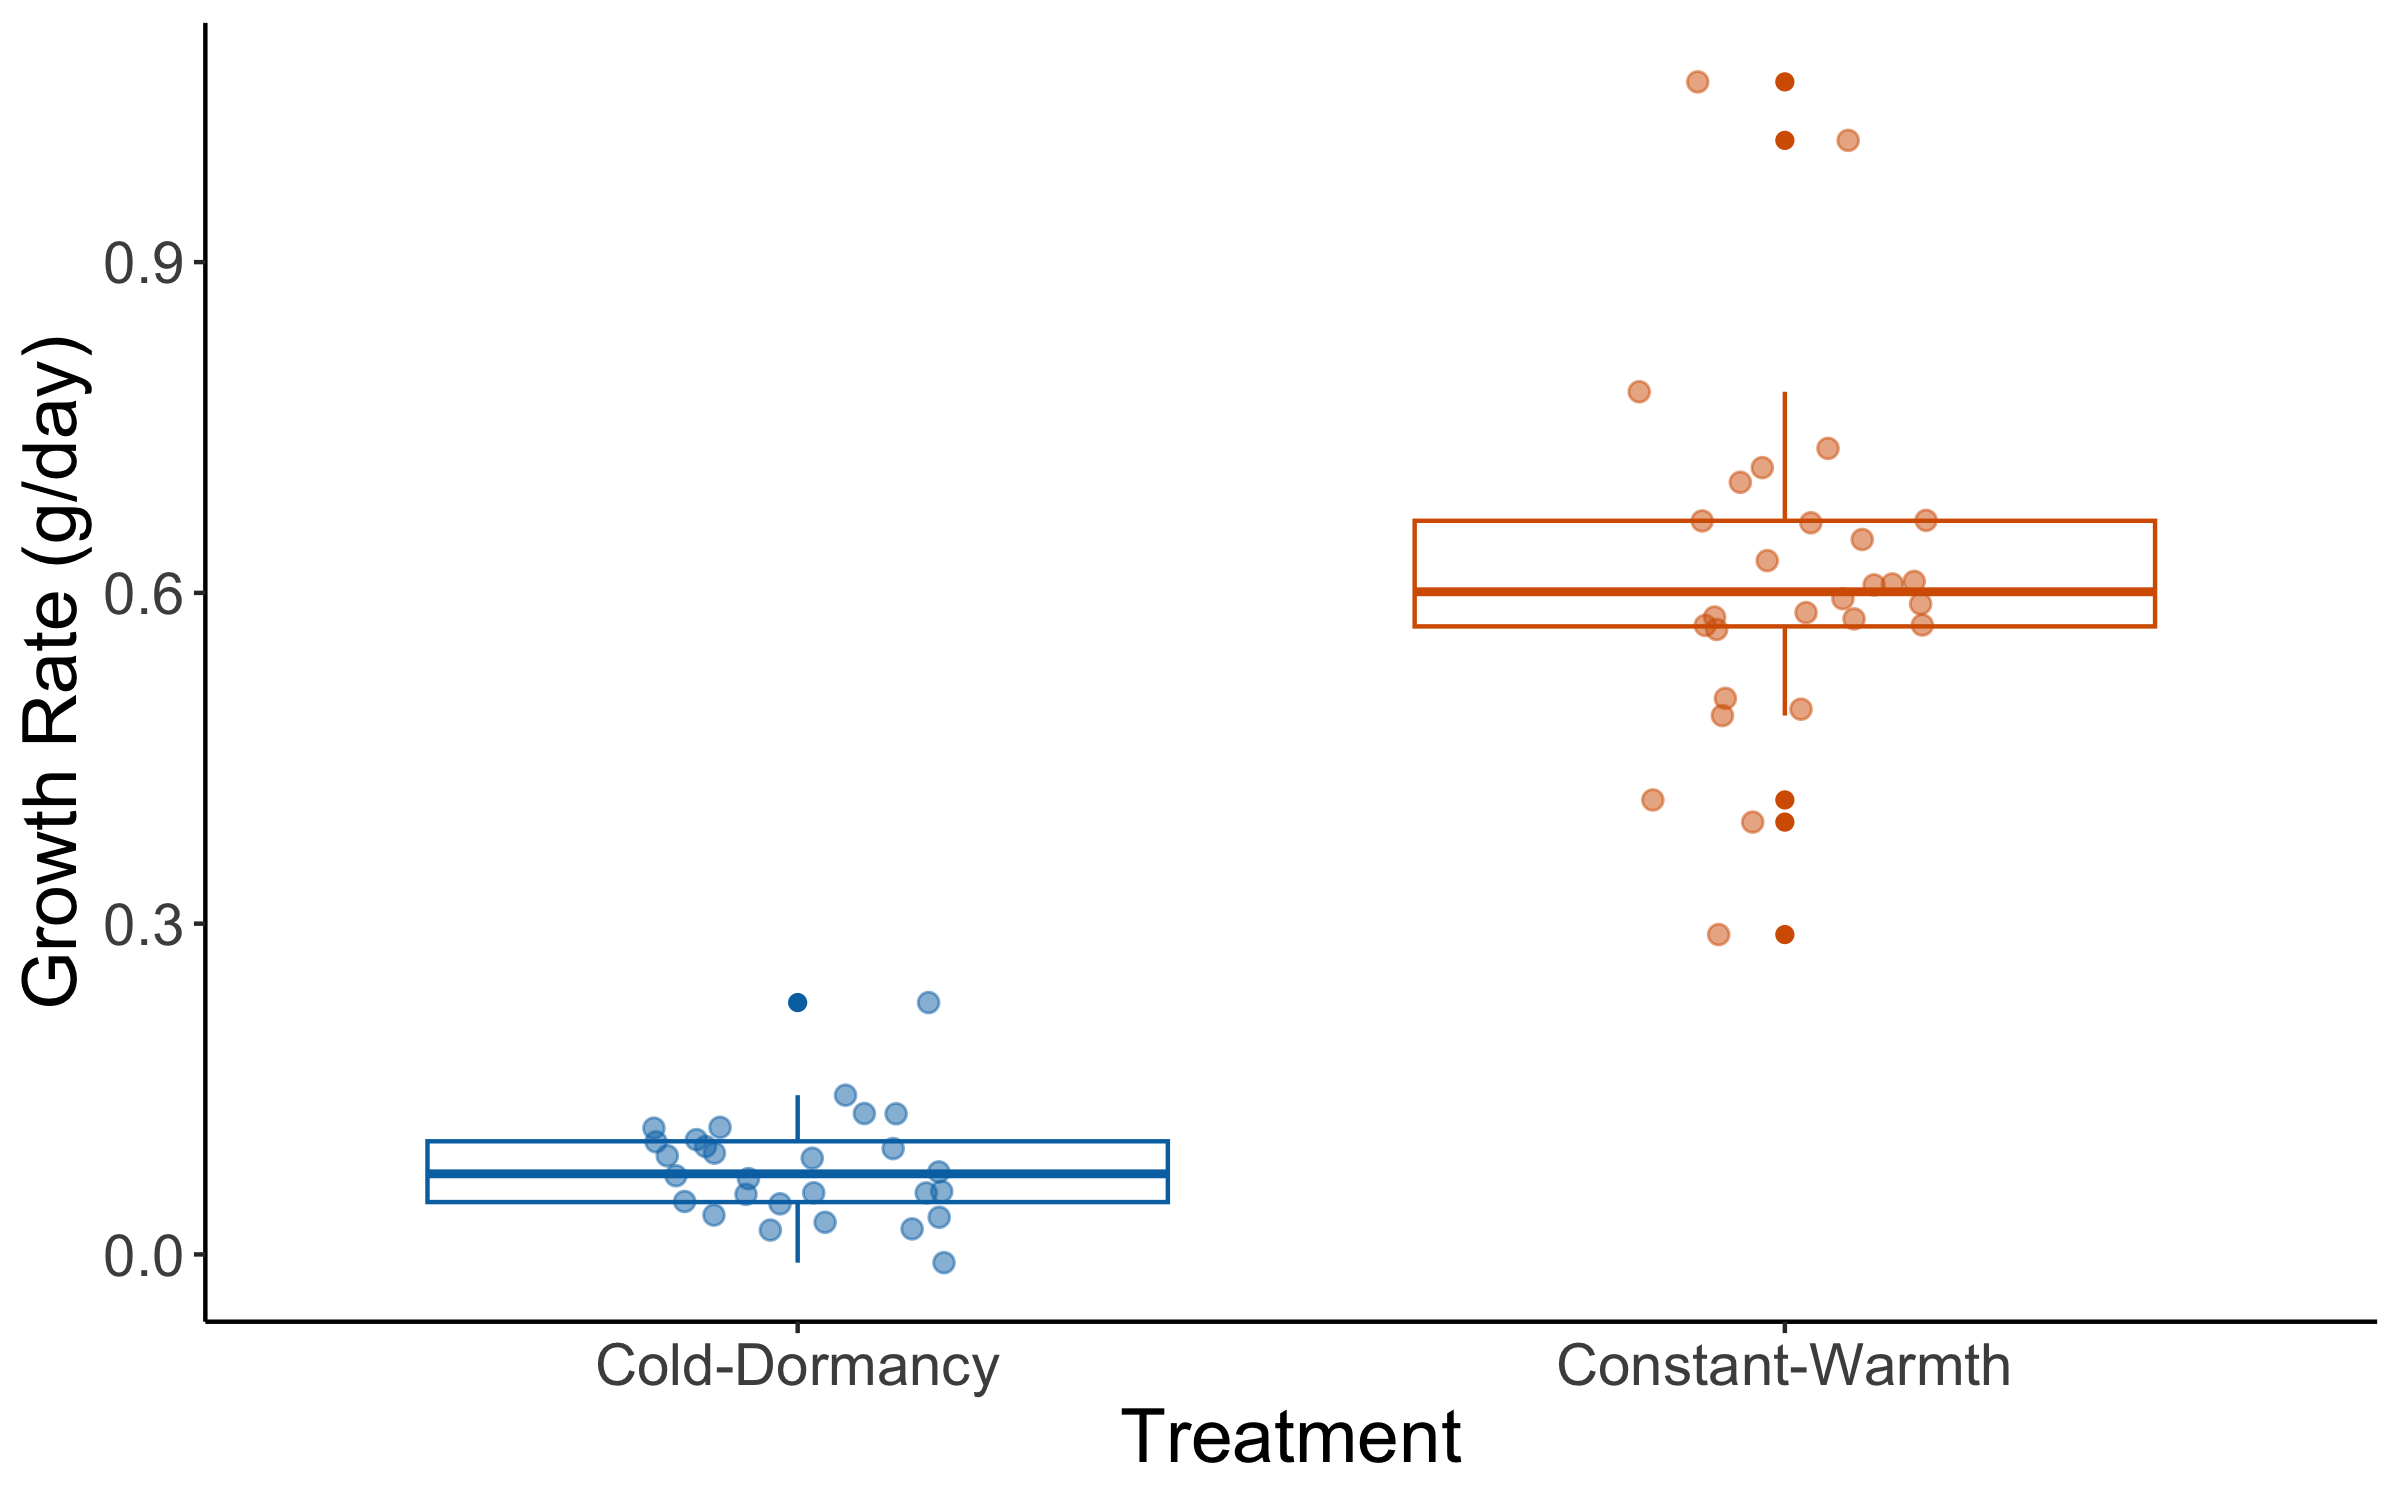 Growth Rate (g/day)
0.9
0.6
0.3
0.0
Cold-Dormancy
Constant-Warmth
Treatment